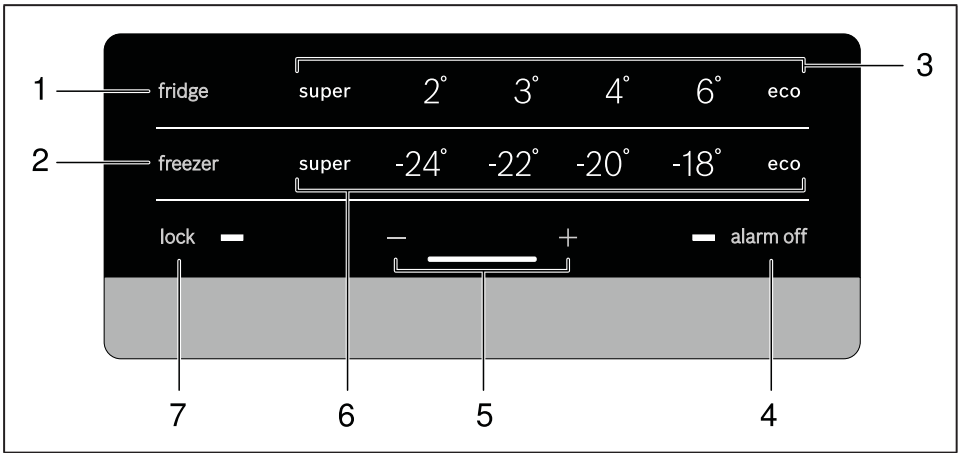 3
1 fridge super 2° 3° 4° 6° eco
2 freezer super -24° -22° -20° -18° eco
lock − + alarm off
7 6 5 4